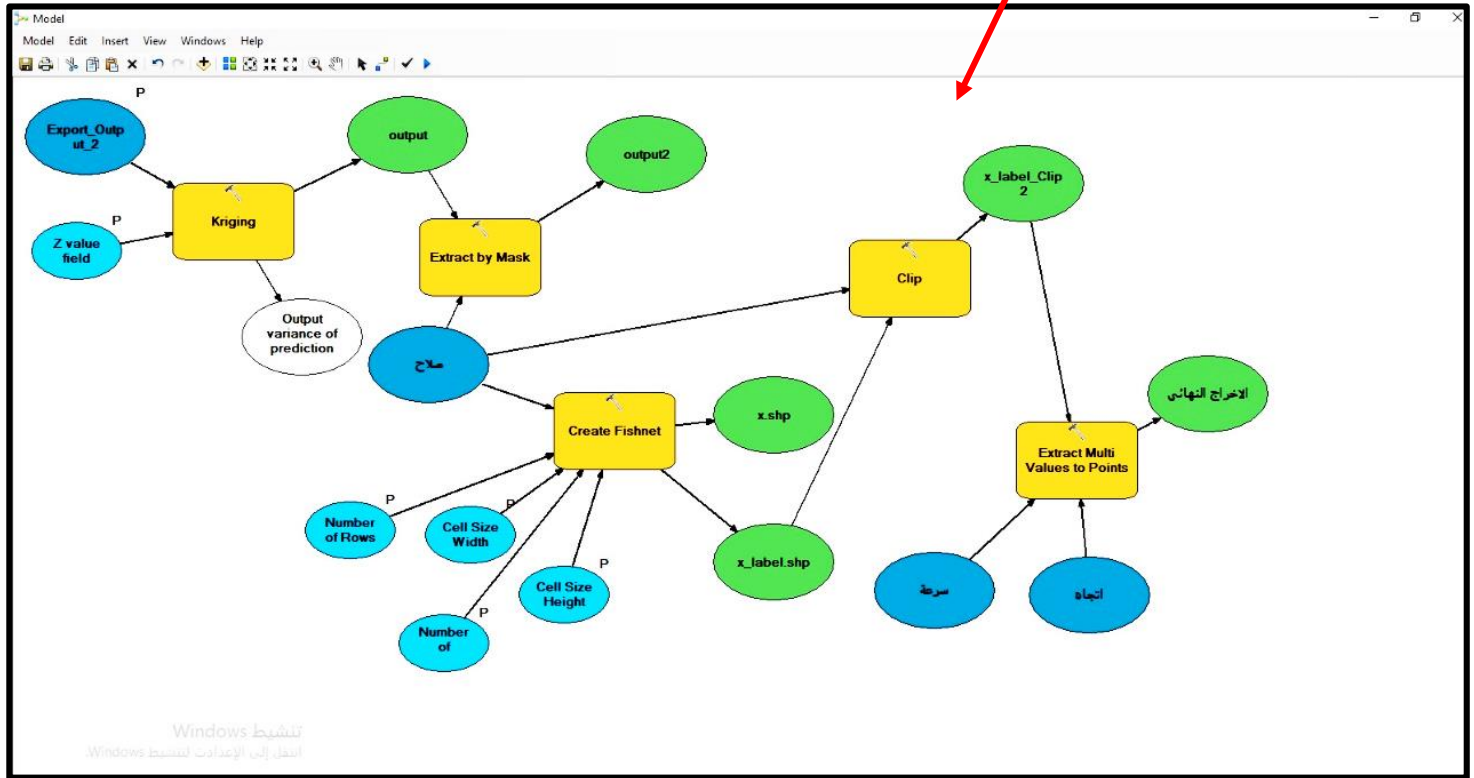 Model
Model Edit Insert View Windows Help
P
Export_Outp
ut_2
output
output2
x_label_Clip
2
Kriging
P
Z value
field
Extract by Mask
Clip
Output
variance of
prediction
صلاح
x.shp
الاخراج النهائي
Create Fishnet
Extract Multi
Values to Points
P
Number
of Rows
P
Cell Size
Width
x_label.shp
P
Cell Size
Height
P
Number
of
سرعة
اتجاه
تنشيط Windows
انتقل إلى الإعدادات لتنشيط Windows.